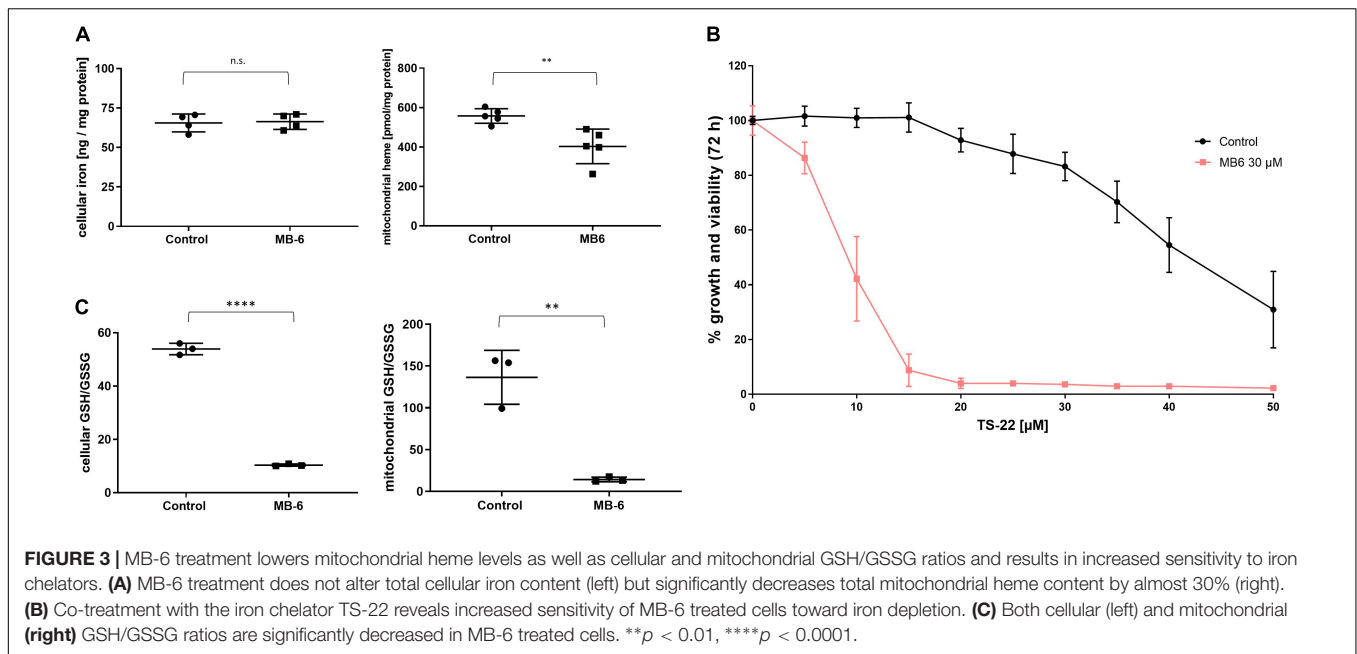 A
cellular iron [ng / mg protein]
100
75
50
25
0
n.s.
Control
MB-6
mitochondrial heme [pmol/mg protein]
800
600
400
200
0
**
Control
MB6
B
% growth and viability (72 h)
120
100
80
60
40
20
0
0
10
20
30
40
50
TS-22 [µM]
Control
MB6 30 µM
C
cellular GSH/GSSG
60
40
20
0
****
Control
MB-6
mitochondrial GSH/GSSG
200
150
100
50
0
**
Control
MB-6
FIGURE 3 | MB-6 treatment lowers mitochondrial heme levels as well as cellular and mitochondrial GSH/GSSG ratios and results in increased sensitivity to iron
chelators. (A) MB-6 treatment does not alter total cellular iron content (left) but significantly decreases total mitochondrial heme content by almost 30% (right).
(B) Co-treatment with the iron chelator TS-22 reveals increased sensitivity of MB-6 treated cells toward iron depletion. (C) Both cellular (left) and mitochondrial
(right) GSH/GSSG ratios are significantly decreased in MB-6 treated cells. **p < 0.01, ****p < 0.0001.